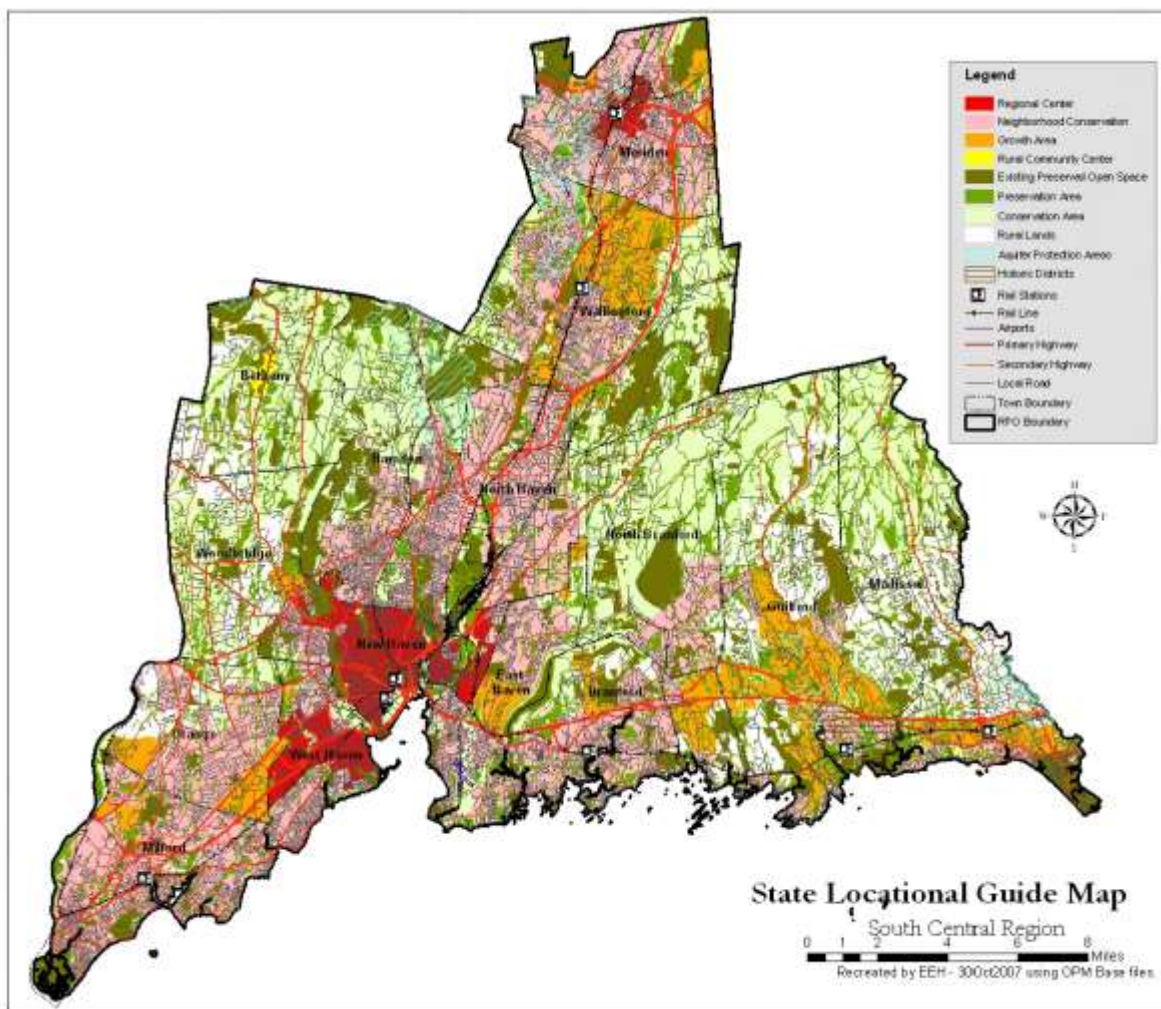 Legend
Regional Center
Neighborhood Conservation
Growth Area
Rural Community Center
Existing Preserved Open Space
Preservation Area
Conservation Area
Rural Lands
Aquifer Protection Areas
Historic Districts
Rail Stations
Rail Line
Airports
Primary Highway
Secondary Highway
Local Road
Town Boundary
RPO Boundary
Meriden
Wallingford
Bethany
Hamden
North Haven
Woodbridge
North Branford
Madison
Guilford
New Haven
East
Haven
Branford
Orange
West Haven
Milford
N
W
S
State Locational Guide Map
South Central Region
0 1 2 4 6 8
Miles
Recreated by EEH - 30Oct2007 using OPM Base files.